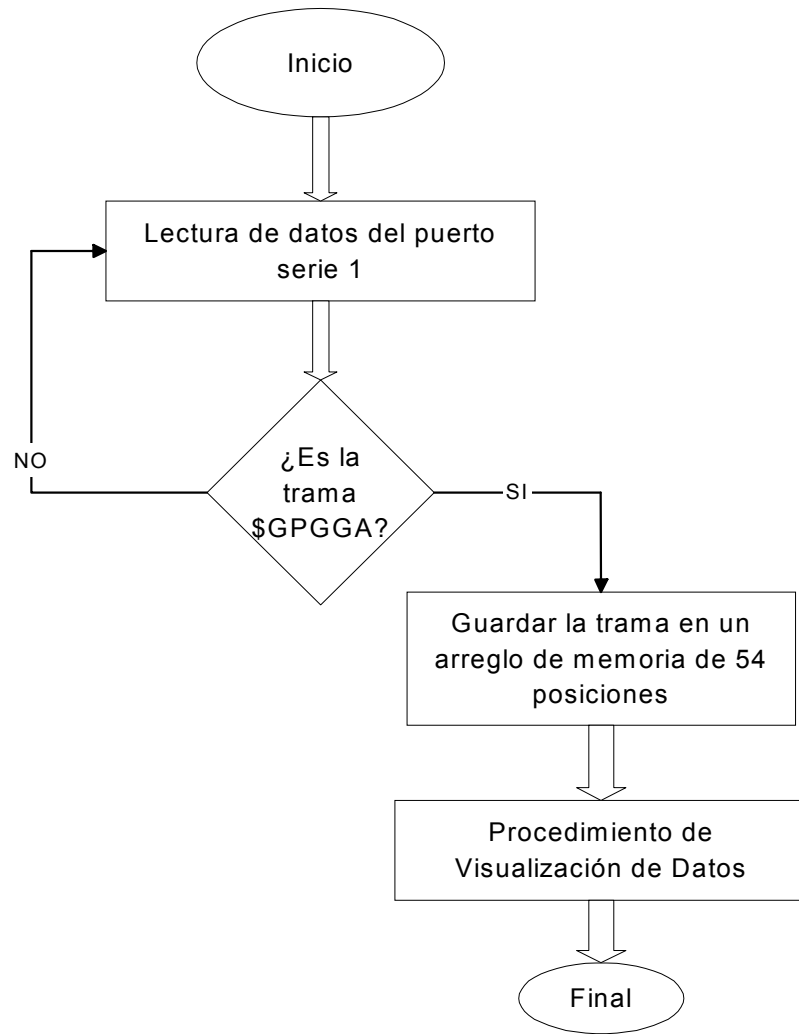 Inicio
Lectura de datos del puerto
serie 1
¿Es la
trama
$GPGGA?
NO
SI
Guardar la trama en un
arreglo de memoria de 54
posiciones
Procedimiento de
Visualización de Datos
Final